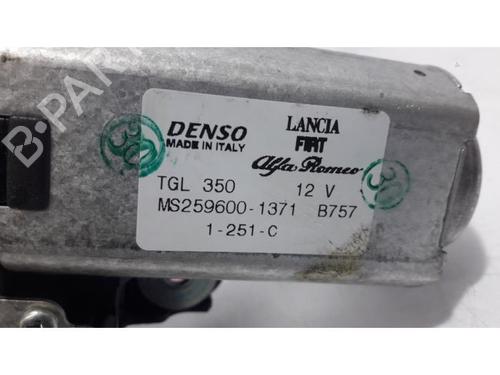 DENSO
MADE IN ITALY
LANCIA
FIAT
Alfa Romeo
TGL 350 12 V
MS259600-1371 B757
1-251-C
30
30
B-PART